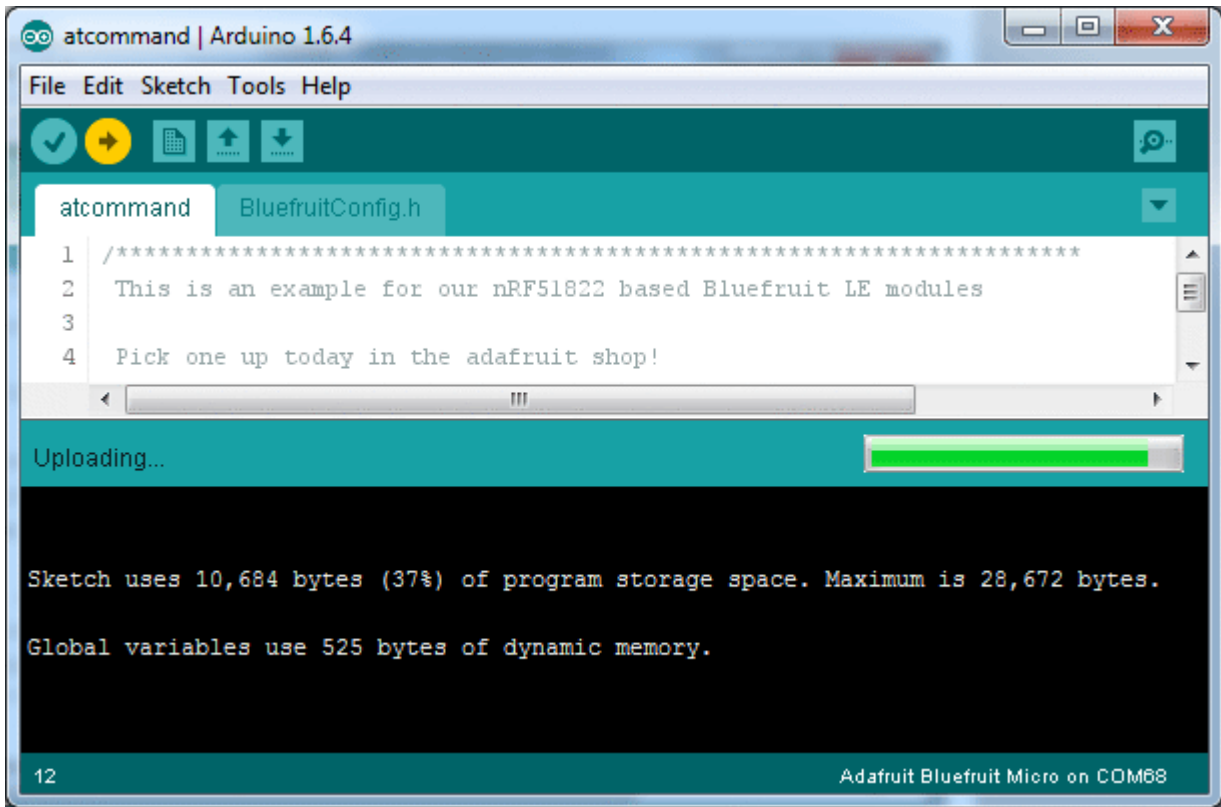 atcommand | Arduino 1.6.4
File Edit Sketch Tools Help
atcommand BluefruitConfig.h
1 /*********************************************************************
2 This is an example for our nRF51822 based Bluefruit LE modules
3
4 Pick one up today in the adafruit shop!
Uploading...
Sketch uses 10,684 bytes (37%) of program storage space. Maximum is 28,672 bytes.
Global variables use 525 bytes of dynamic memory.
12 Adafruit Bluefruit Micro on COM68